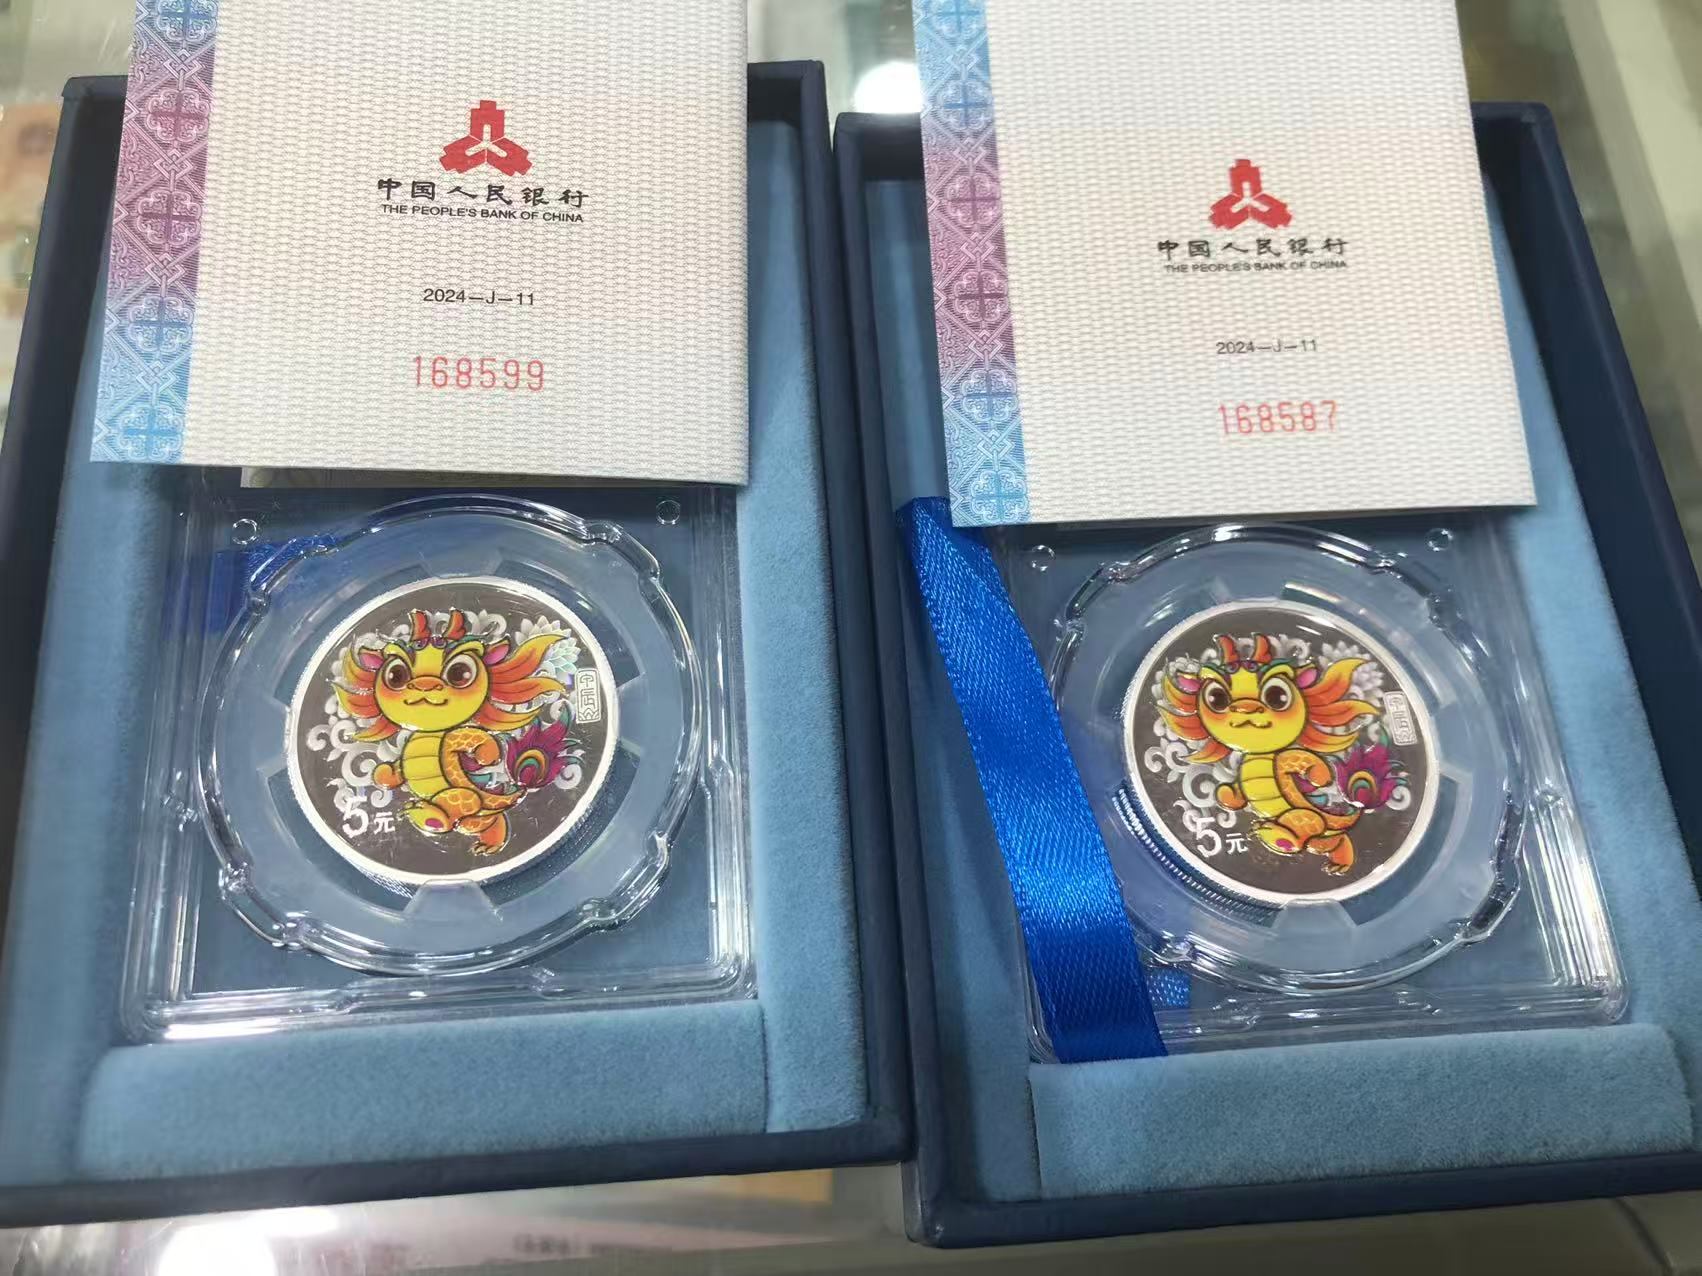 中国人民银行
THE PEOPLE'S BANK OF CHINA
2024—J—11
168599
中国人民银行
THE PEOPLE'S BANK OF CHINA
2024—J—11
168587
5元
5元